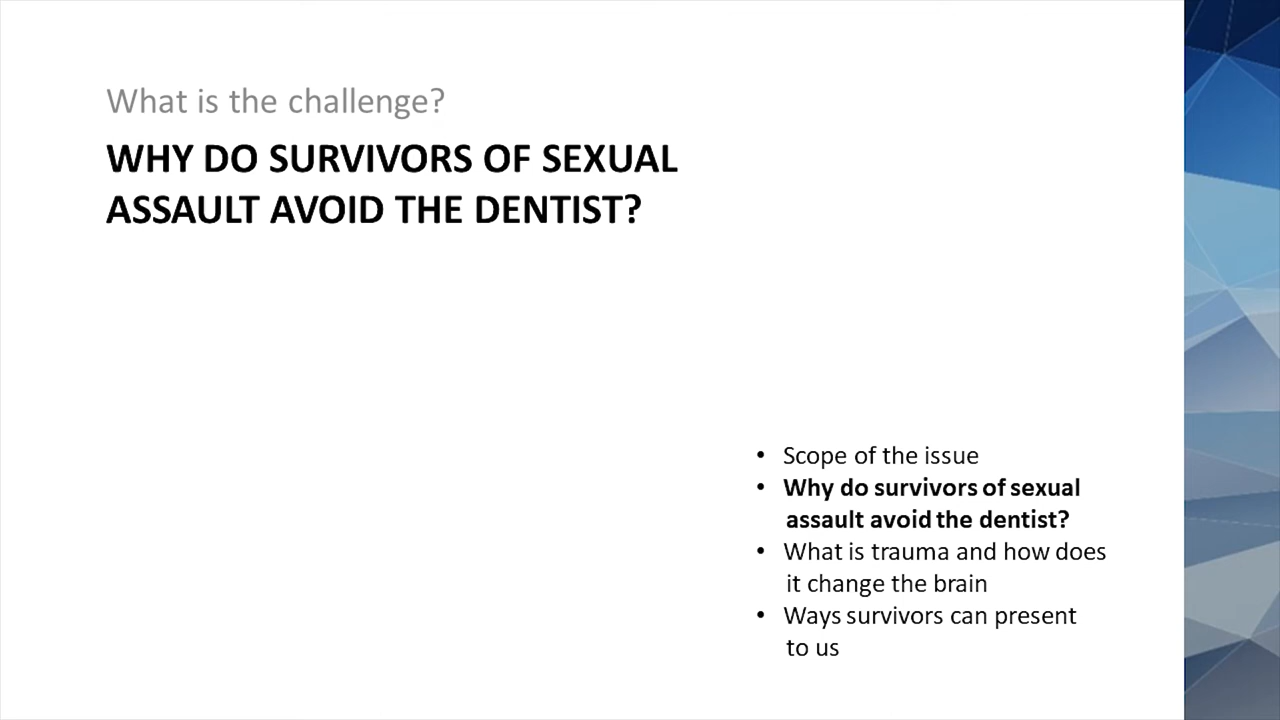 What is the challenge?
WHY DO SURVIVORS OF SEXUAL
ASSAULT AVOID THE DENTIST?
• Scope of the issue
• Why do survivors of sexual
assault avoid the dentist?
• What is trauma and how does
it change the brain
• Ways survivors can present
to us